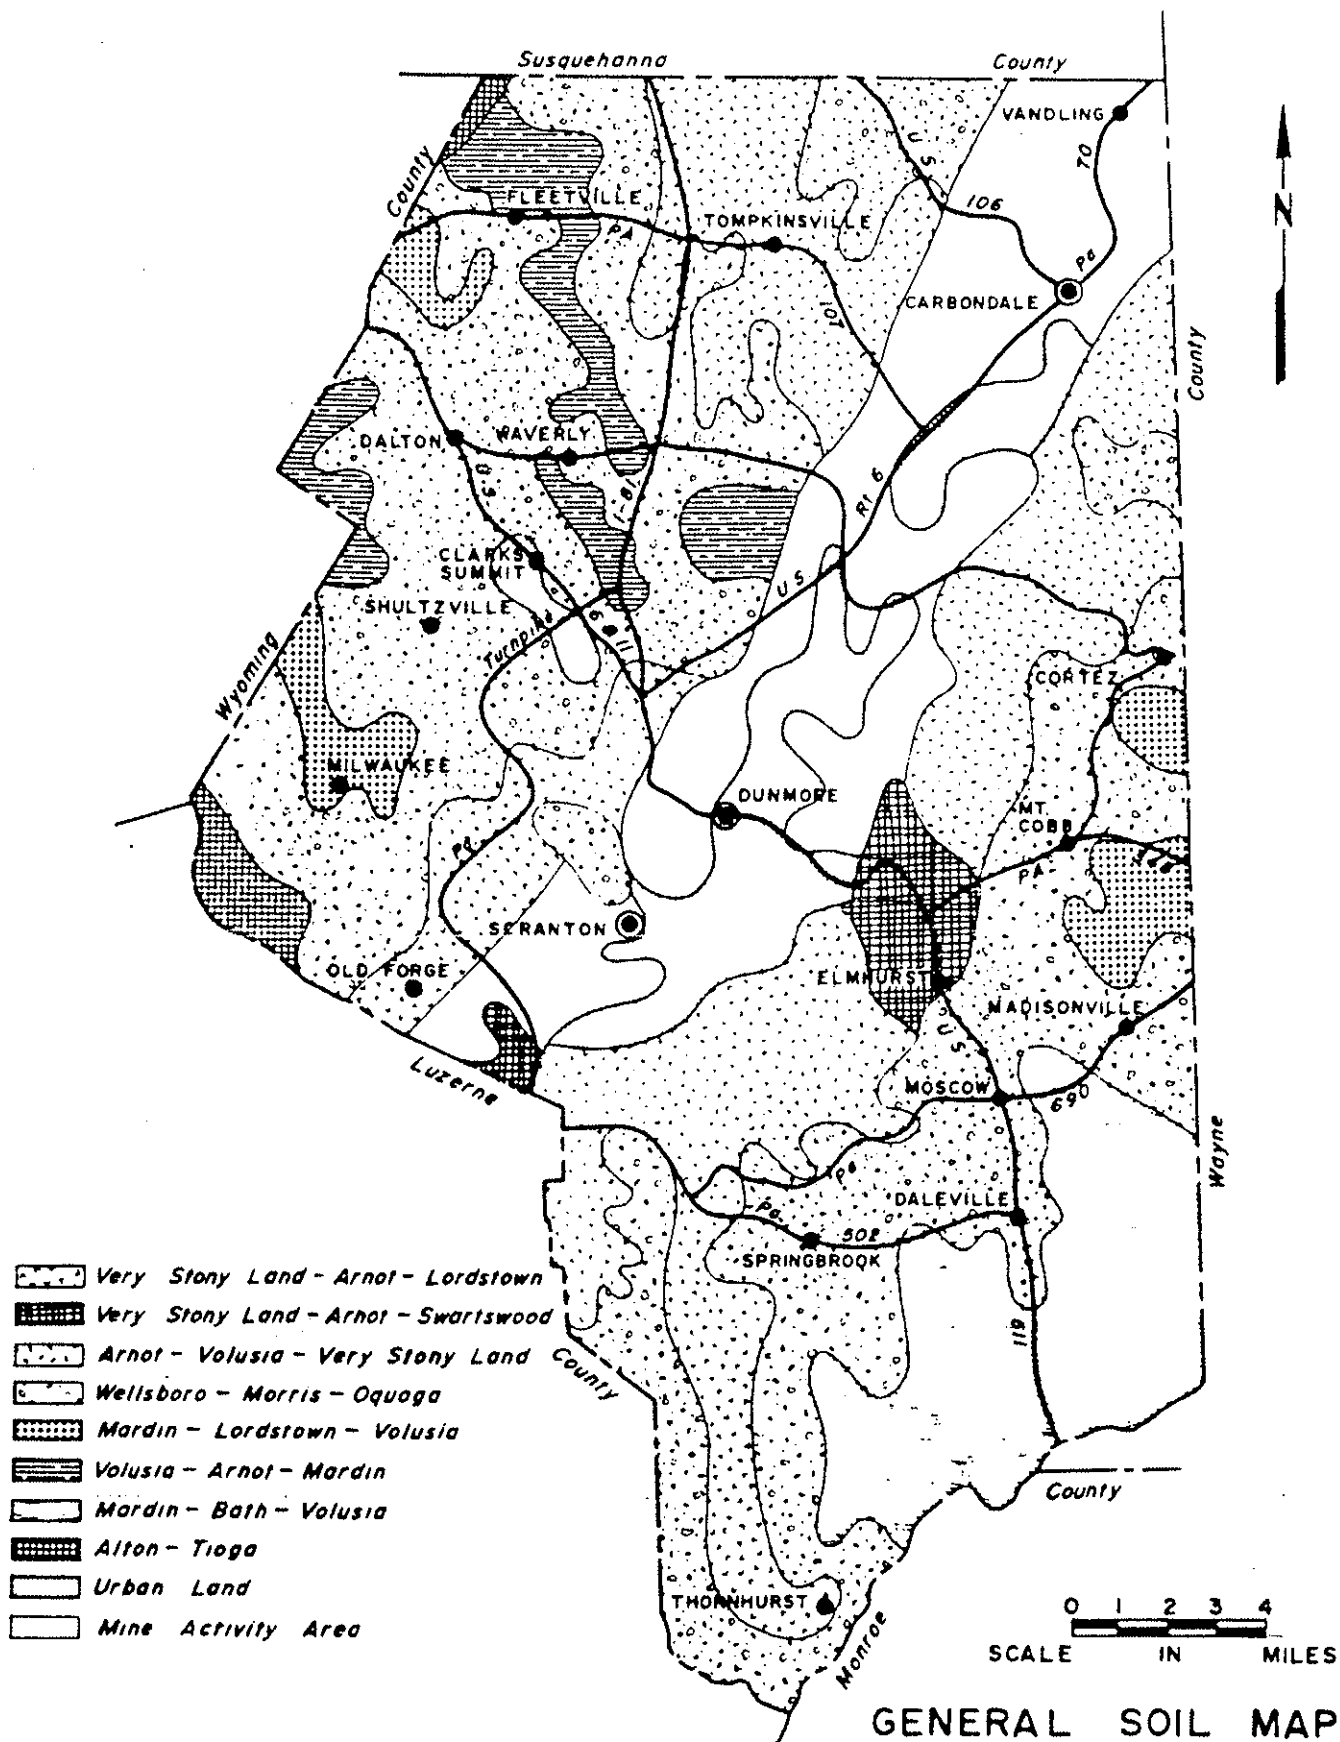 Susquehanna County
VANDLING
U S
70
County
FLEETVILLE
106
N
PA
TOMPKINSVILLE
Pa
CARBONDALE
107
County
DALTON
WAVERLY
U.S
I-81
Rt 6
CLARKS
SUMMIT
U S
SHULTZVILLE
Turnpike
6 & 11
Wyoming
CORTEZ
MILWAUKEE
DUNMORE
MT.
COBB
Pa
PA
SCRANTON
OLD FORGE
ELMHURST
MADISONVILLE
U S
Luzerne
MOSCOW
690
Wayne
Pa
DALEVILLE
Pa
502
SPRINGBROOK
Very Stony Land - Arnot - Lordstown
Very Stony Land - Arnot - Swartswood
119
Arnot - Volusia - Very Stony Land
County
Wellsboro - Morris - Oquaga
Mardin - Lordstown - Volusia
Volusia - Arnot - Mardin
County
Mardin - Bath - Volusia
Alton - Tioga
Urban Land
THORNHURST
Mine Activity Area
Monroe
0 1 2 3 4
SCALE IN MILES
GENERAL SOIL MAP